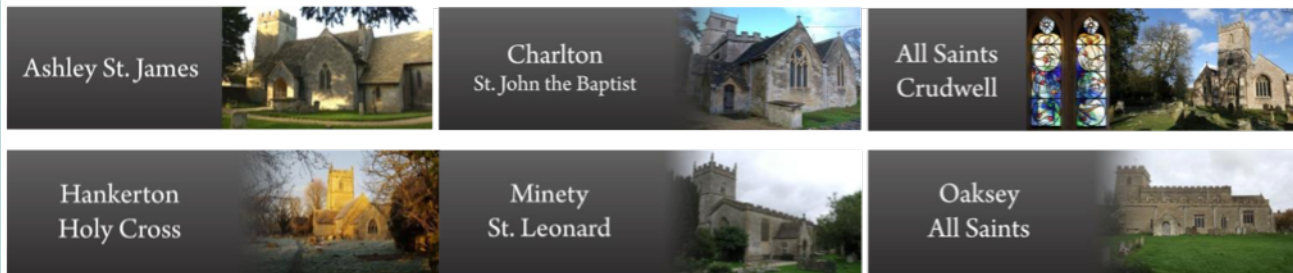 Ashley St. James
Charlton
St. John the Baptist
All Saints
Crudwell
Hankerton
Holy Cross
Minety
St. Leonard
Oaksey
All Saints